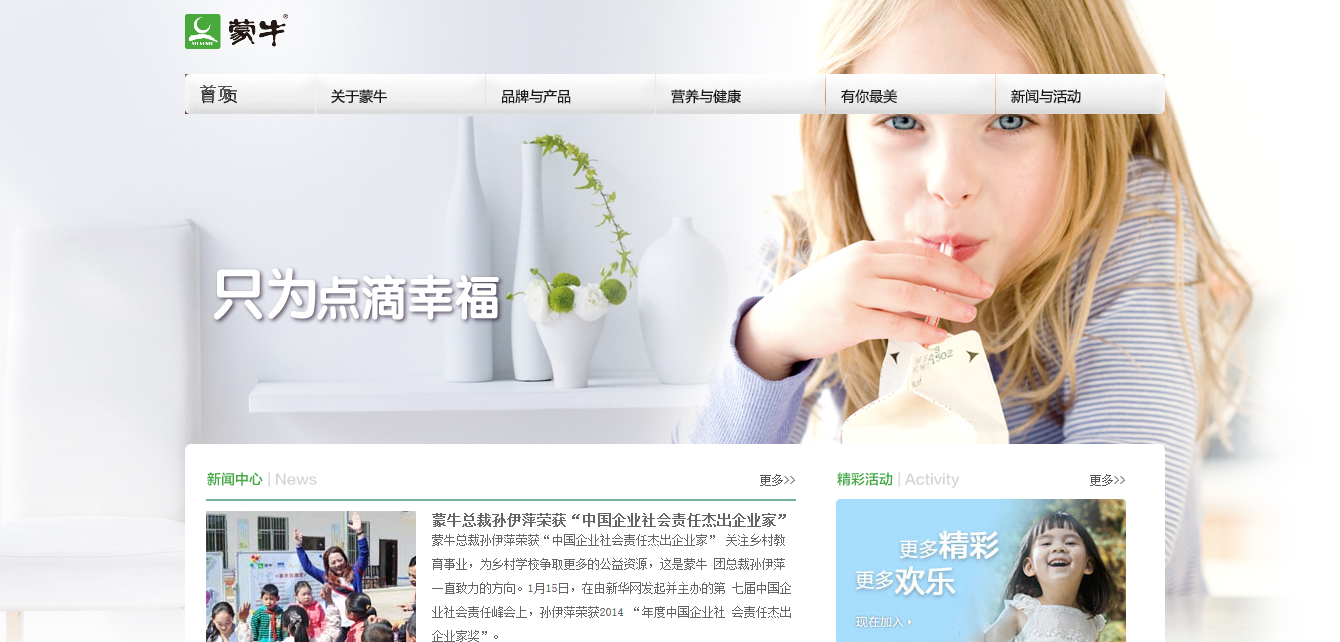 蒙牛®
首页
关于蒙牛
品牌与产品
营养与健康
有你最美
新闻与活动
只为点滴幸福
新闻中心 | News
更多>>
蒙牛总裁孙伊萍荣获“中国企业社会责任杰出企业家”
蒙牛总裁孙伊萍荣获“中国企业社会责任杰出企业家” 关注乡村教
育事业，为乡村学校争取更多的公益资源，这是蒙牛 团总裁孙伊萍
一直致力的方向。1月15日，在由新华网发起并主办的第 七届中国企
业社会责任峰会上，孙伊萍荣获2014 “年度中国企业社 会责任杰出
企业家奖”。
精彩活动 | Activity
更多>>
更多精彩
更多欢乐
现在加入